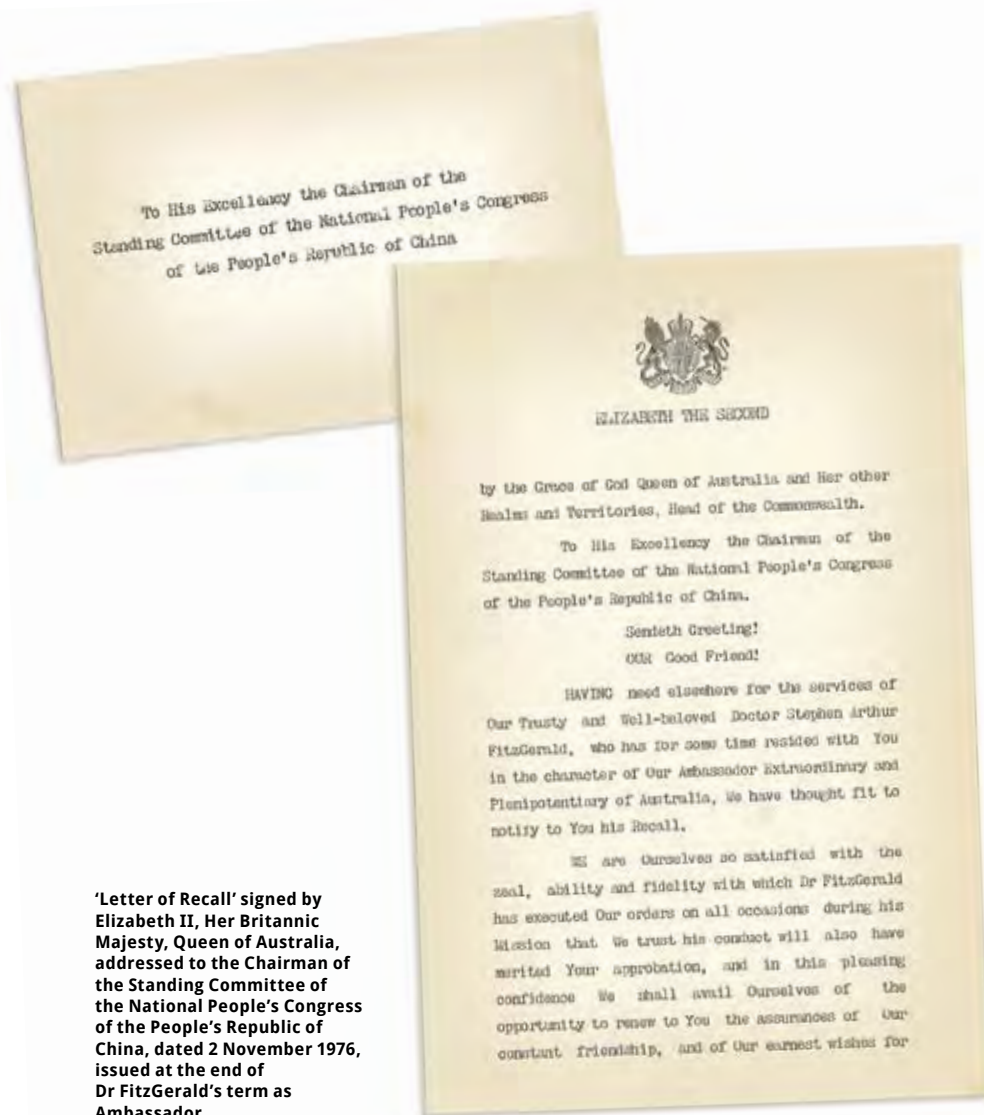 To His Excellency the Chairman of the
Standing Committee of the National People's Congress
of the People's Republic of China
ELIZABETH THE SECOND
by the Grace of God Queen of Australia and Her other
Realms and Territories, Head of the Commonwealth.
To His Excellency the Chairman of the
Standing Committee of the National People's Congress
of the People's Republic of China.
Sendeth Greeting!
OUR Good Friend!
HAVING need elsewhere for the services of
Our Trusty and Well-beloved Doctor Stephen Arthur
FitzGerald, who has for some time resided with You
in the character of Our Ambassador Extraordinary and
Plenipotentiary of Australia, We have thought fit to
notify to You his Recall.
WE are Ourselves so satisfied with the
zeal, ability and fidelity with which Dr FitzGerald
has executed Our orders on all occasions during his
Mission that We trust his conduct will also have
merited Your approbation, and in this pleasing
confidence We shall avail Ourselves of the
opportunity to renew to You the assurances of Our
constant friendship, and of Our earnest wishes for
'Letter of Recall' signed by
Elizabeth II, Her Britannic
Majesty, Queen of Australia,
addressed to the Chairman of
the Standing Committee of
the National People's Congress
of the People's Republic of
China, dated 2 November 1976,
issued at the end of
Dr FitzGerald's term as
Ambassador